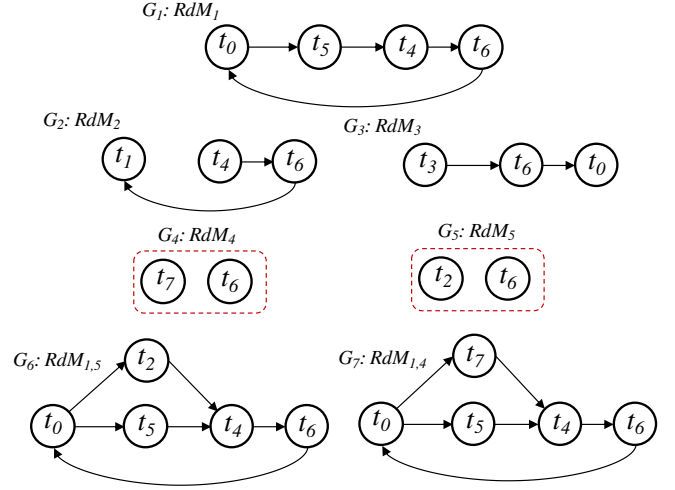 G1: RdM1
t0 t5 t4 t6
G2: RdM2
G3: RdM3
t1 t4 t6
t3 t6 t0
G4: RdM4
G5: RdM5
t7 t6
t2 t6
G6: RdM1,5
t2
t0 t5 t4 t6
G7: RdM1,4
t7
t0 t5 t4 t6